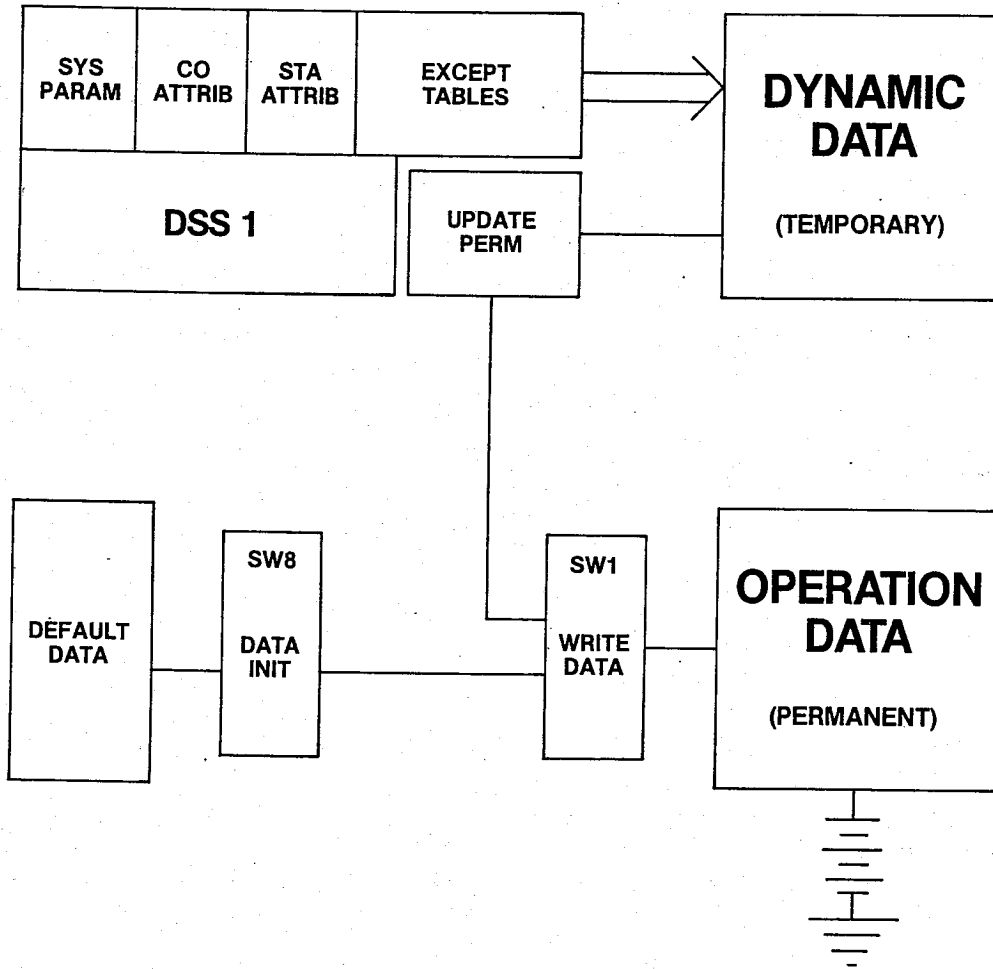 SYS
PARAM
CO
ATTRIB
STA
ATTRIB
EXCEPT
TABLES
DYNAMIC
DATA
(TEMPORARY)
DSS 1
UPDATE
PERM
DEFAULT
DATA
SW8
DATA
INIT
SW1
WRITE
DATA
OPERATION
DATA
(PERMANENT)